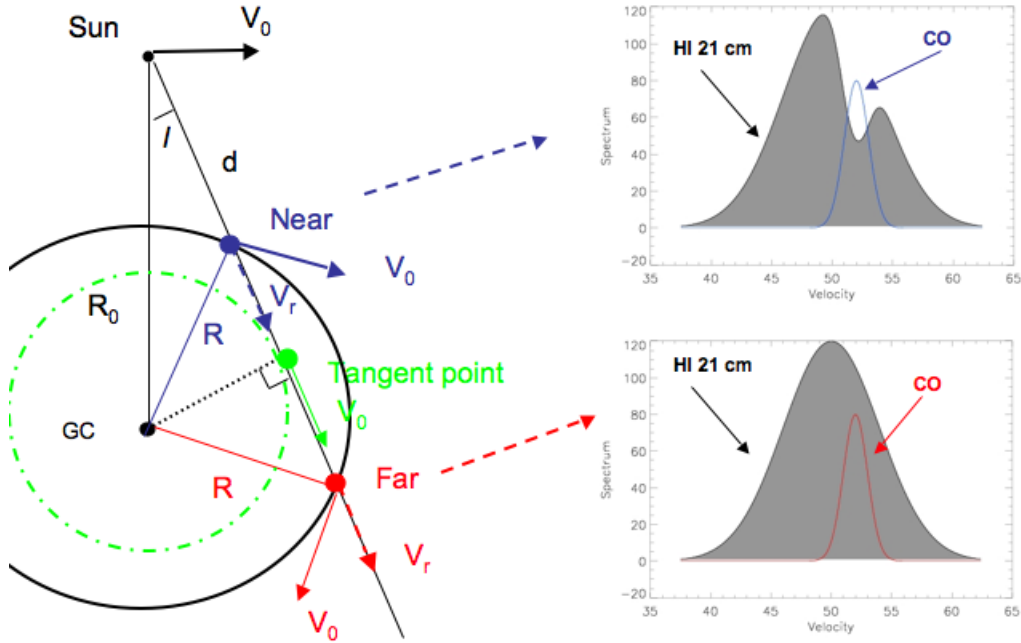 Sun
V₀
l
d
Near
V₀
R₀
R
Vᵣ
Tangent point
V₀
GC
R
Far
Vᵣ
V₀
HI 21 cm
CO
120
100
80
60
40
20
0
−20
Spectrum
35 40 45 50 55 60 65
Velocity
HI 21 cm
CO
120
100
80
60
40
20
0
−20
Spectrum
35 40 45 50 55 60 65
Velocity